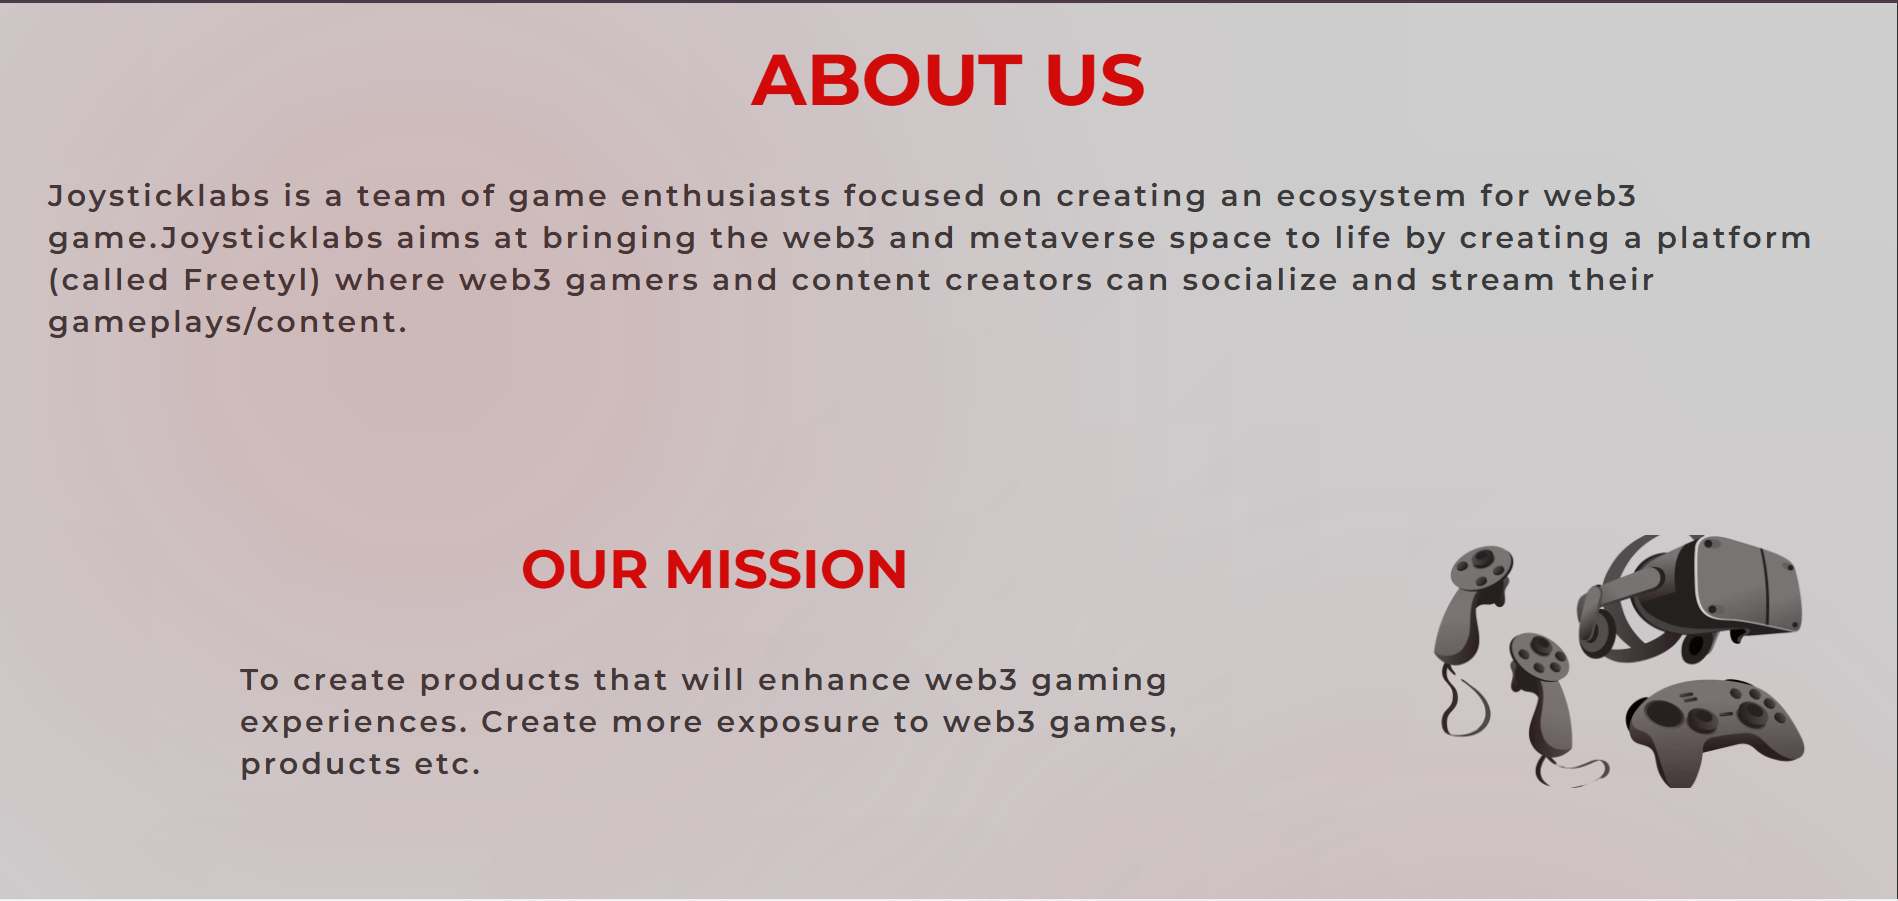 ABOUT US
Joysticklabs is a team of game enthusiasts focused on creating an ecosystem for web3
game.Joysticklabs aims at bringing the web3 and metaverse space to life by creating a platform
(called Freetyl) where web3 gamers and content creators can socialize and stream their
gameplays/content.
OUR MISSION
To create products that will enhance web3 gaming
experiences. Create more exposure to web3 games,
products etc.